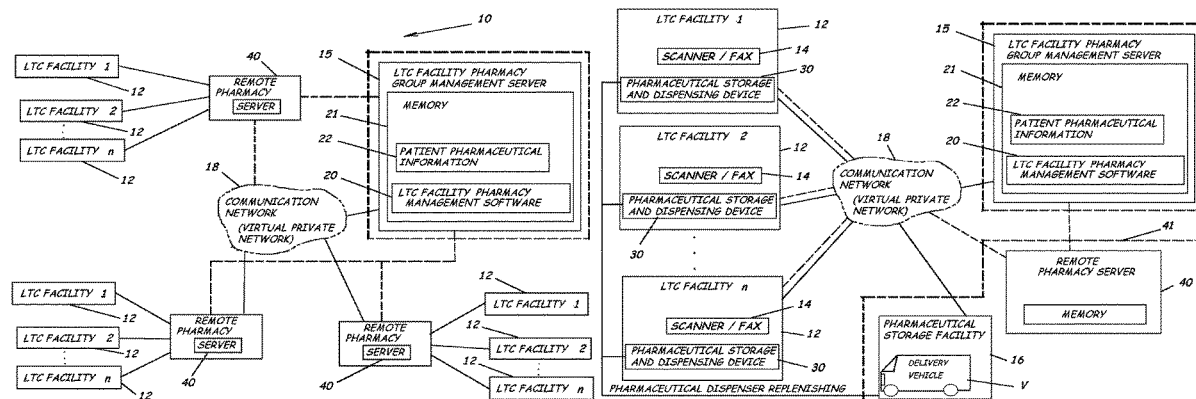 10
LTC FACILITY 1
12
LTC FACILITY 2
12
LTC FACILITY n
12
40
REMOTE
PHARMACY
SERVER
15
LTC FACILITY PHARMACY
GROUP MANAGEMENT SERVER
21
MEMORY
22
PATIENT PHARMACEUTICAL
INFORMATION
20
LTC FACILITY PHARMACY
MANAGEMENT SOFTWARE
18
COMMUNICATION
NETWORK
(VIRTUAL PRIVATE
NETWORK)
LTC FACILITY 1
12
LTC FACILITY 2
12
LTC FACILITY n
12
REMOTE
PHARMACY
SERVER
40
REMOTE
PHARMACY
SERVER
40
12
LTC FACILITY 1
12
LTC FACILITY 2
12
LTC FACILITY n
LTC FACILITY 1
12
SCANNER / FAX
14
30
PHARMACEUTICAL STORAGE
AND DISPENSING DEVICE
LTC FACILITY 2
12
SCANNER / FAX
14
PHARMACEUTICAL STORAGE
AND DISPENSING DEVICE
30
LTC FACILITY n
14
SCANNER / FAX
12
PHARMACEUTICAL STORAGE
AND DISPENSING DEVICE
30
PHARMACEUTICAL DISPENSER REPLENISHING
18
COMMUNICATION
NETWORK
(VIRTUAL PRIVATE
NETWORK)
15
LTC FACILITY PHARMACY
GROUP MANAGEMENT SERVER
21
MEMORY
22
PATIENT PHARMACEUTICAL
INFORMATION
20
LTC FACILITY PHARMACY
MANAGEMENT SOFTWARE
41
REMOTE
PHARMACY SERVER
40
MEMORY
PHARMACEUTICAL
STORAGE FACILITY
16
DELIVERY
VEHICLE
V